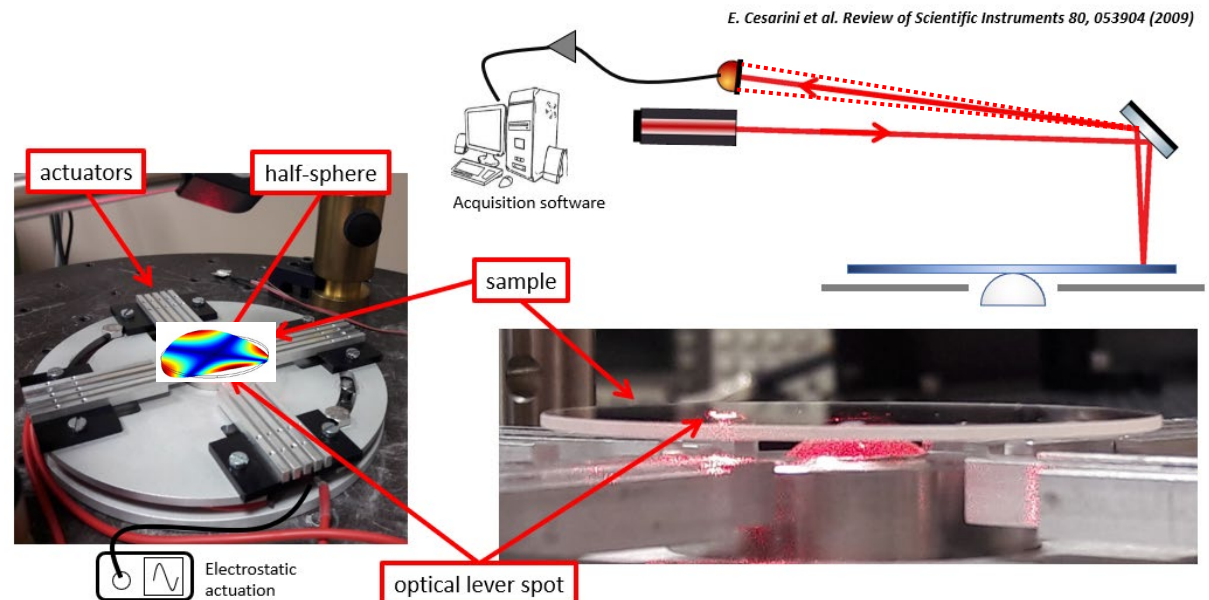 E. Cesarini et al. Review of Scientific Instruments 80, 053904 (2009)
actuators
half-sphere
Acquisition software
sample
Electrostatic
actuation
optical lever spot